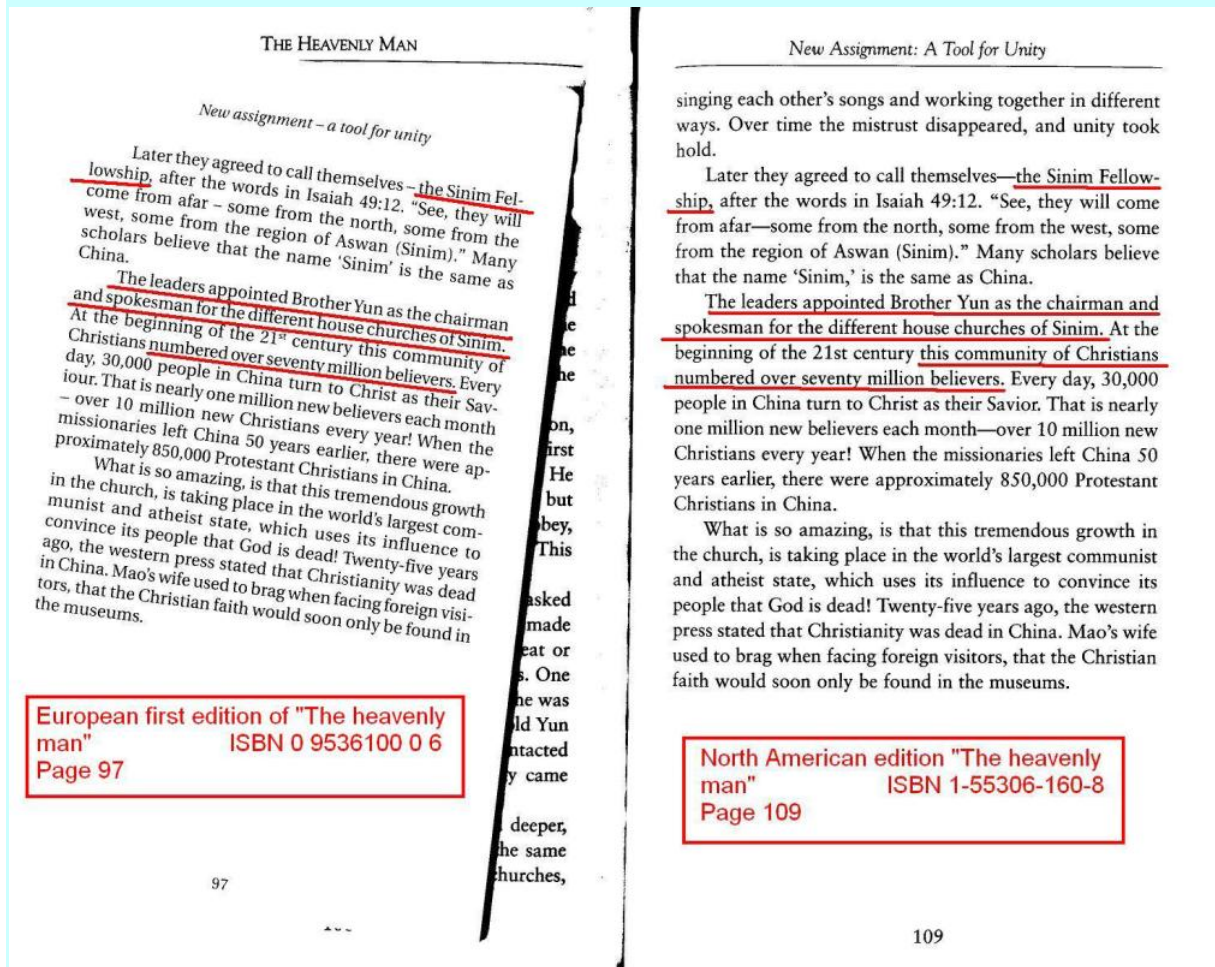 THE HEAVENLY MAN
New assignment – a tool for unity
Later they agreed to call themselves – the Sinim Fel-
lowship, after the words in Isaiah 49:12. “See, they will
come from afar – some from the north, some from the
west, some from the region of Aswan (Sinim).” Many
scholars believe that the name ‘Sinim’ is the same as
China.
The leaders appointed Brother Yun as the chairman
and spokesman for the different house churches of Sinim.
At the beginning of the 21st century this community of
Christians numbered over seventy million believers. Every
day, 30,000 people in China turn to Christ as their Sav-
iour. That is nearly one million new believers each month
– over 10 million new Christians every year! When the
missionaries left China 50 years earlier, there were ap-
proximately 850,000 Protestant Christians in China.
What is so amazing, is that this tremendous growth
in the church, is taking place in the world’s largest com-
munist and atheist state, which uses its influence to
convince its people that God is dead! Twenty-five years
ago, the western press stated that Christianity was dead
in China. Mao’s wife used to brag when facing foreign visi-
tors, that the Christian faith would soon only be found in
the museums.
European first edition of "The heavenly
man" ISBN 0 9536100 0 6
Page 97
97
on,
irst
He
but
bey,
This
asked
made
eat or
s. One
he was
ld Yun
ntacted
y came
deeper,
he same
hurches,
New Assignment: A Tool for Unity
singing each other’s songs and working together in different
ways. Over time the mistrust disappeared, and unity took
hold.
Later they agreed to call themselves—the Sinim Fellow-
ship, after the words in Isaiah 49:12. “See, they will come
from afar—some from the north, some from the west, some
from the region of Aswan (Sinim).” Many scholars believe
that the name ‘Sinim,’ is the same as China.
The leaders appointed Brother Yun as the chairman and
spokesman for the different house churches of Sinim. At the
beginning of the 21st century this community of Christians
numbered over seventy million believers. Every day, 30,000
people in China turn to Christ as their Savior. That is nearly
one million new believers each month—over 10 million new
Christians every year! When the missionaries left China 50
years earlier, there were approximately 850,000 Protestant
Christians in China.
What is so amazing, is that this tremendous growth in
the church, is taking place in the world’s largest communist
and atheist state, which uses its influence to convince its
people that God is dead! Twenty-five years ago, the western
press stated that Christianity was dead in China. Mao’s wife
used to brag when facing foreign visitors, that the Christian
faith would soon only be found in the museums.
North American edition "The heavenly
man" ISBN 1-55306-160-8
Page 109
109